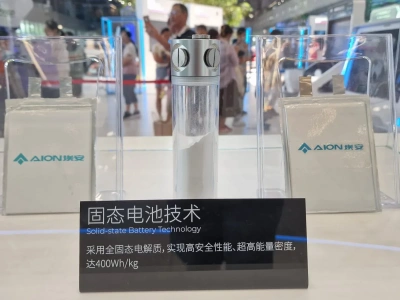 AION埃安
AION埃安
固态电池技术
Solid-state Battery Technology
采用全固态电解质，实现高安全性能、超高能量密度，
达400Wh/kg